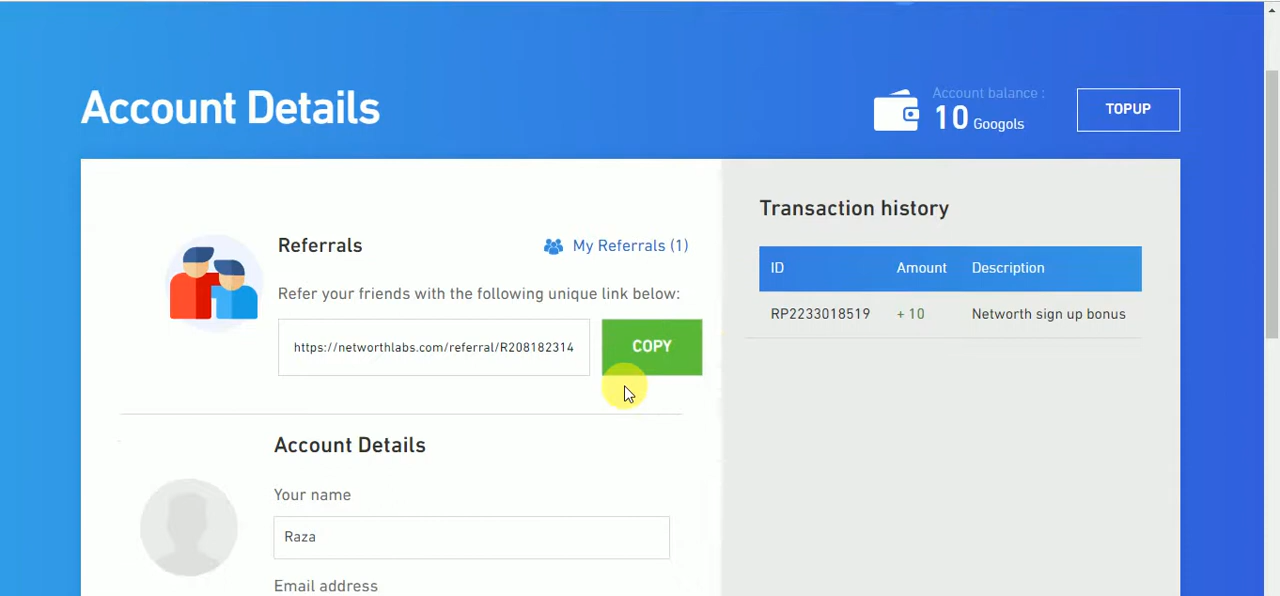 Account Details
Account balance :
10 Googols
TOPUP
Referrals
My Referrals (1)
Refer your friends with the following unique link below:
https://networthlabs.com/referral/R208182314
COPY
Account Details
Your name
Raza
Email address
Transaction history
ID Amount Description
RP2233018519 + 10 Networth sign up bonus